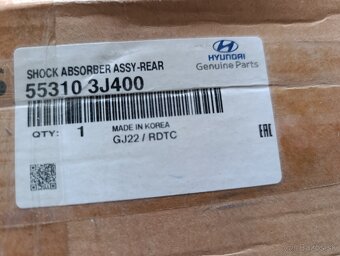 SHOCK ABSORBER ASSY-REAR
55310 3J400
HYUNDAI
Genuine Parts
QTY: 1
MADE IN KOREA
GJ22 / RDTC
EAC